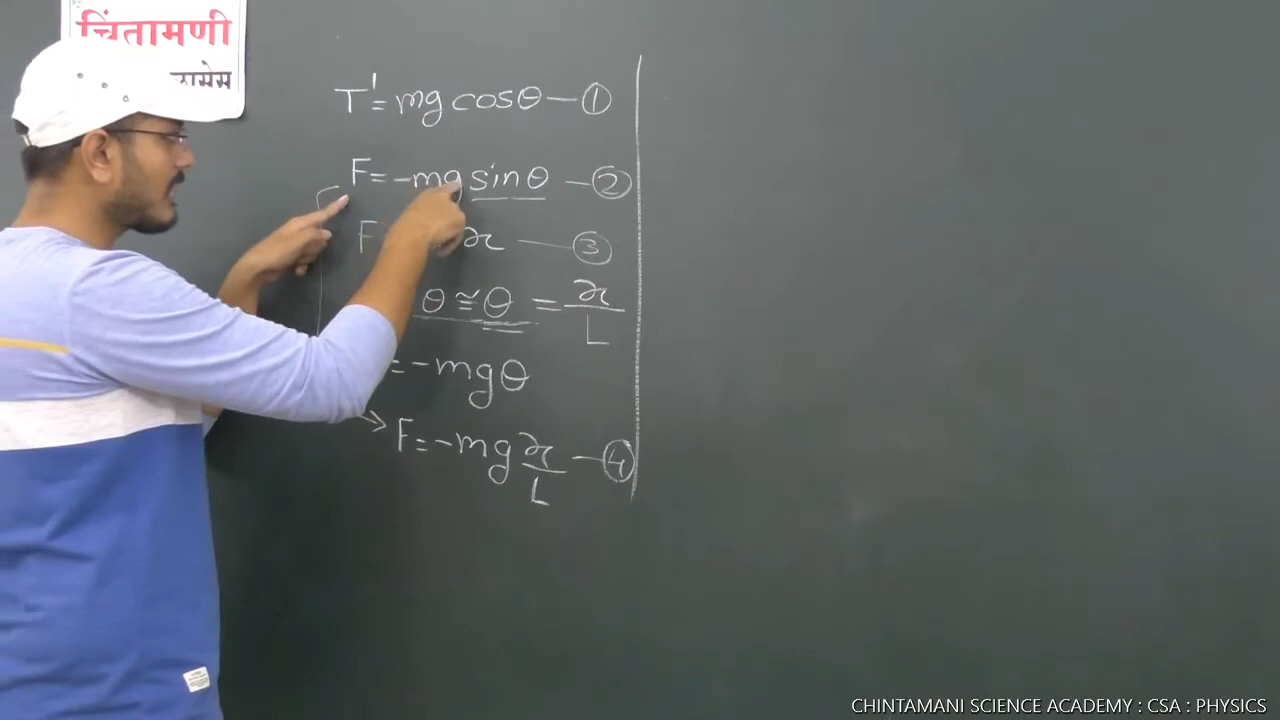 चिंतामणी
क्लासेस
T' = mg cosθ — ①
F = -mg sinθ — ②
F x — ③
θ ≅ θ = x/L
= -mgθ
F = -mg x/L — ④
CHINTAMANI SCIENCE ACADEMY : CSA : PHYSICS